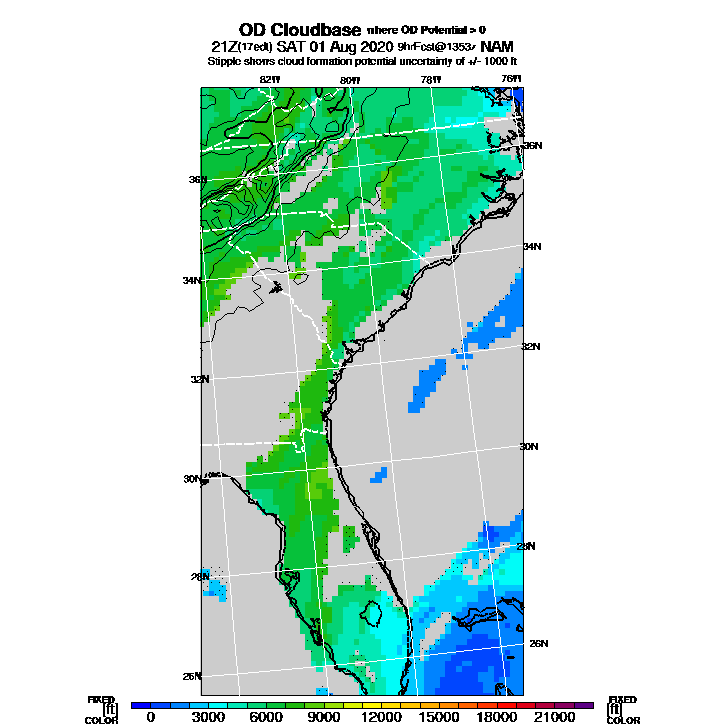 OD Cloudbase where OD Potential > 0
21Z(17edt) SAT 01 Aug 2020 9hrFcst@1353z NAM
Stipple shows cloud formation potential uncertainty of +/- 1000 ft
82W 80W 78W 76W
36N
36N
34N
34N
32N
32N
30N
30N
28N
28N
26N
26N
FIXED FIXED
[ft] 0 3000 6000 9000 12000 15000 18000 21000 [ft]
COLOR COLOR